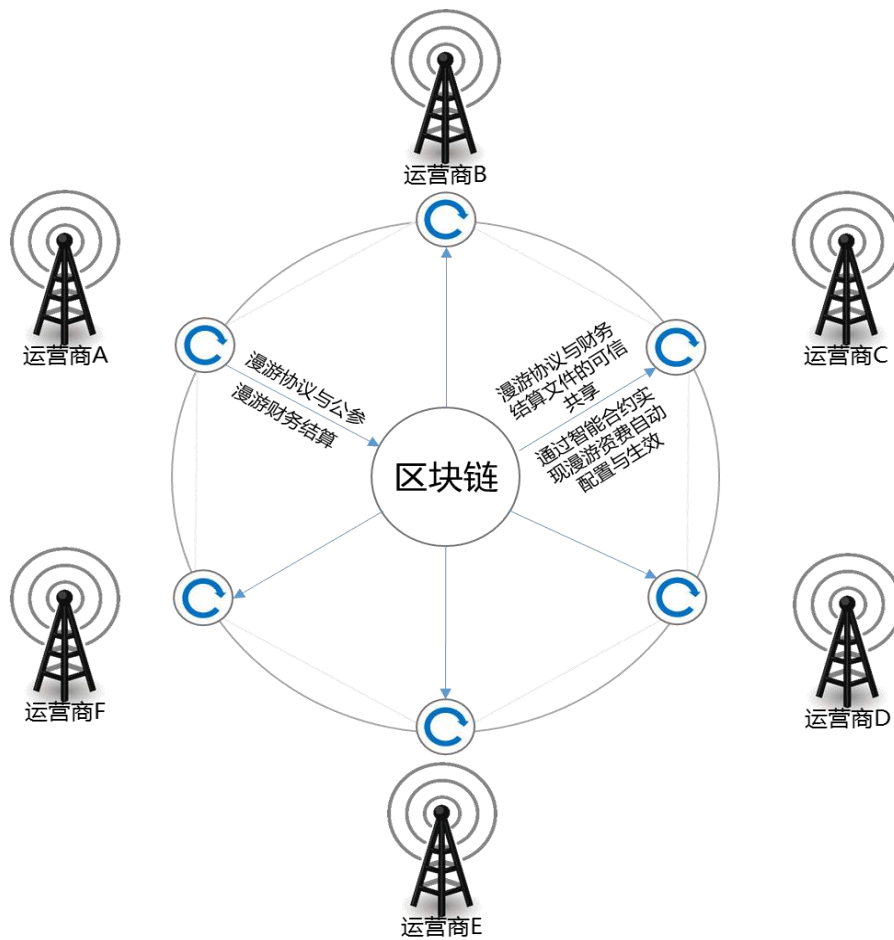 运营商B
运营商A
运营商C
漫游协议与公参
漫游财务结算
漫游协议与财务
结算文件的可信
共享
通过智能合约实
现漫游资费自动
配置与生效
区块链
运营商F
运营商D
运营商E